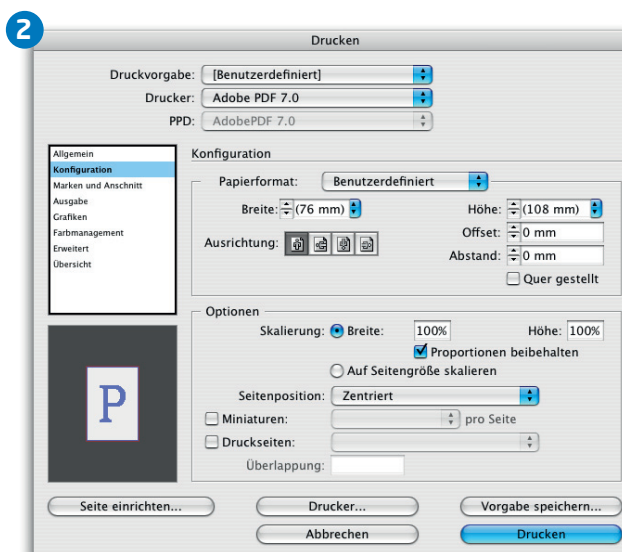 2
Drucken
Druckvorgabe: [Benutzerdefiniert]
Drucker: Adobe PDF 7.0
PPD: AdobePDF 7.0
Allgemein
Konfiguration
Marken und Anschnitt
Ausgabe
Grafiken
Farbmanagement
Erweitert
Übersicht
Konfiguration
Papierformat: Benutzerdefiniert
Breite: (76 mm) Höhe: (108 mm)
Offset: 0 mm
Ausrichtung:
Abstand: 0 mm
Quer gestellt
Optionen
Skalierung: Breite: 100% Höhe: 100%
Proportionen beibehalten
Auf Seitengröße skalieren
Seitenposition: Zentriert
Miniaturen: pro Seite
Druckseiten:
Überlappung:
P
Seite einrichten... Drucker... Vorgabe speichern...
Abbrechen Drucken